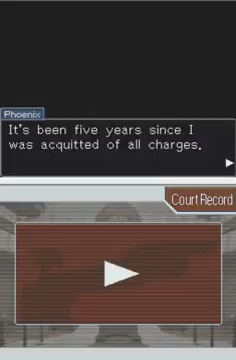 Phoenix
It's been five years since I
was acquitted of all charges.
Court Record